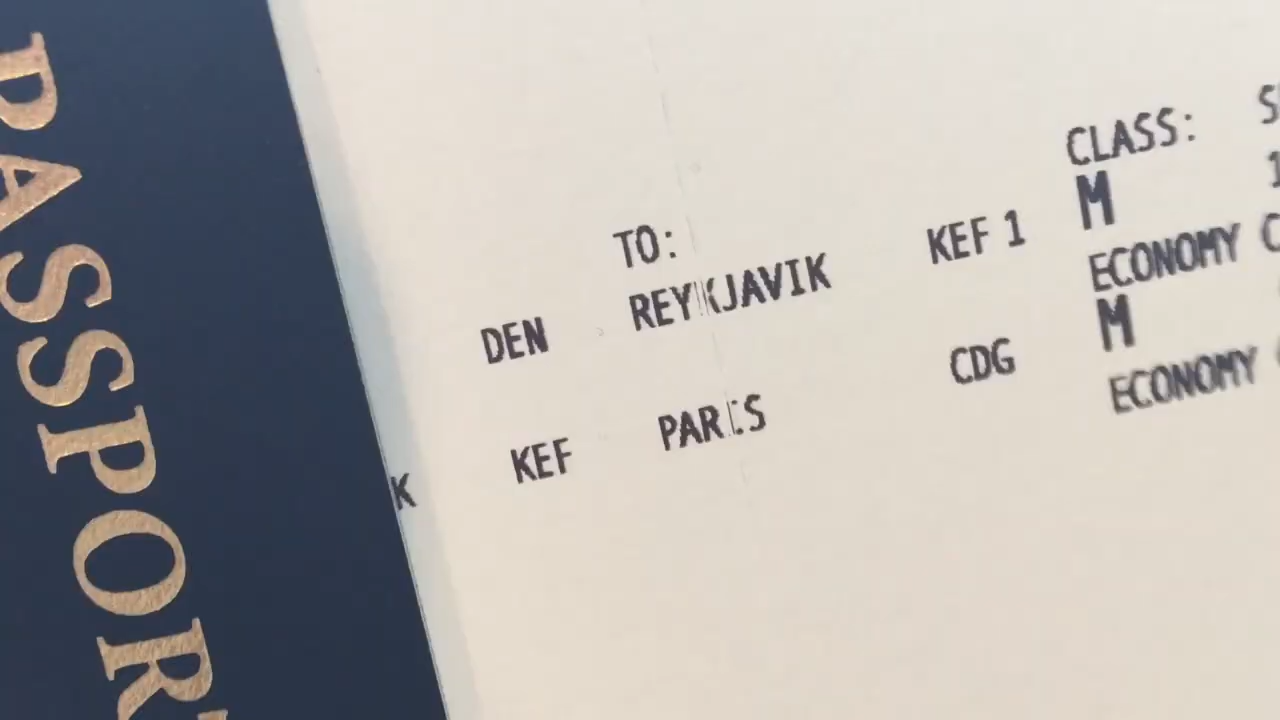 PASSPORT
TO: CLASS:
DEN REYKJAVIK KEF 1 M
ECONOMY
K KEF PARIS CDG M
ECONOMY